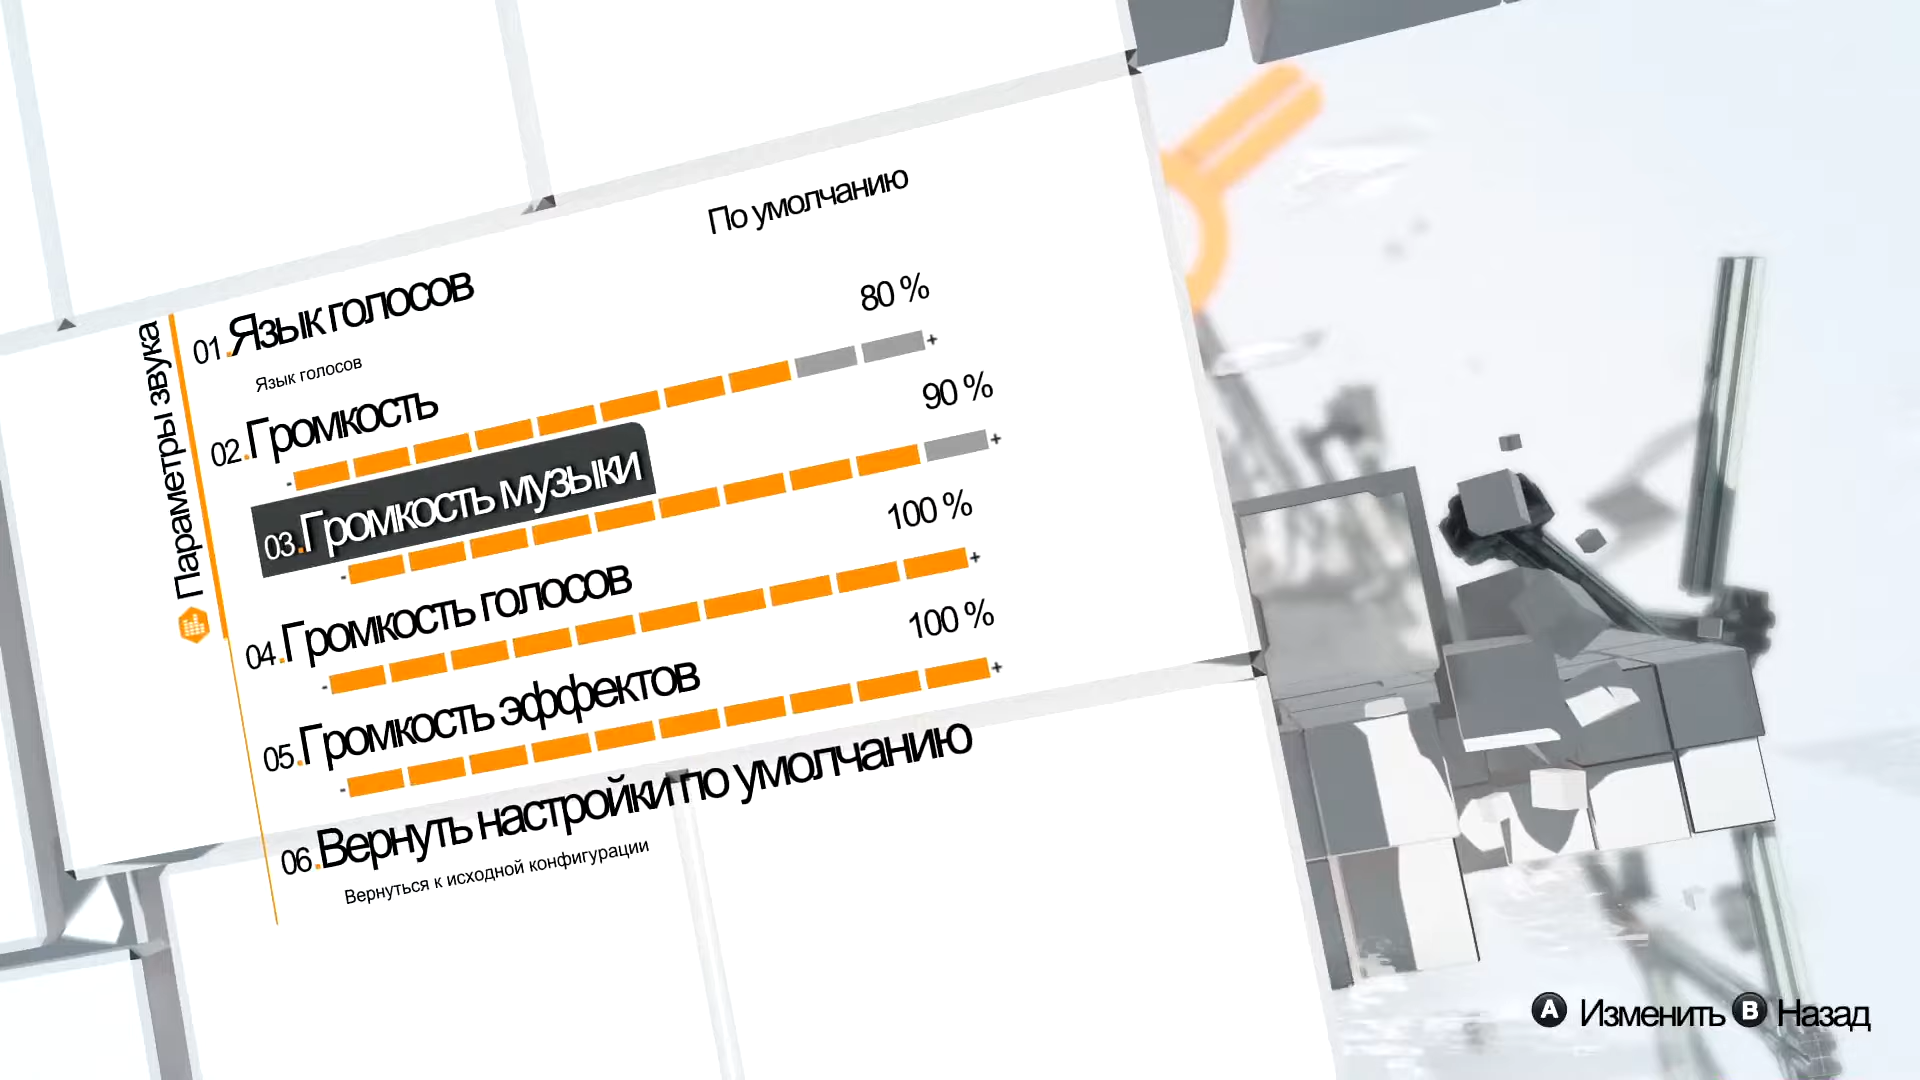 Параметры звука
По умолчанию
01.Язык голосов
Язык голосов
80 %
02.Громкость
- +
90 %
03.Громкость музыки
- +
100 %
04.Громкость голосов
- +
100 %
05.Громкость эффектов
- +
06.Вернуть настройки по умолчанию
Вернуться к исходной конфигурации
A Изменить B Назад